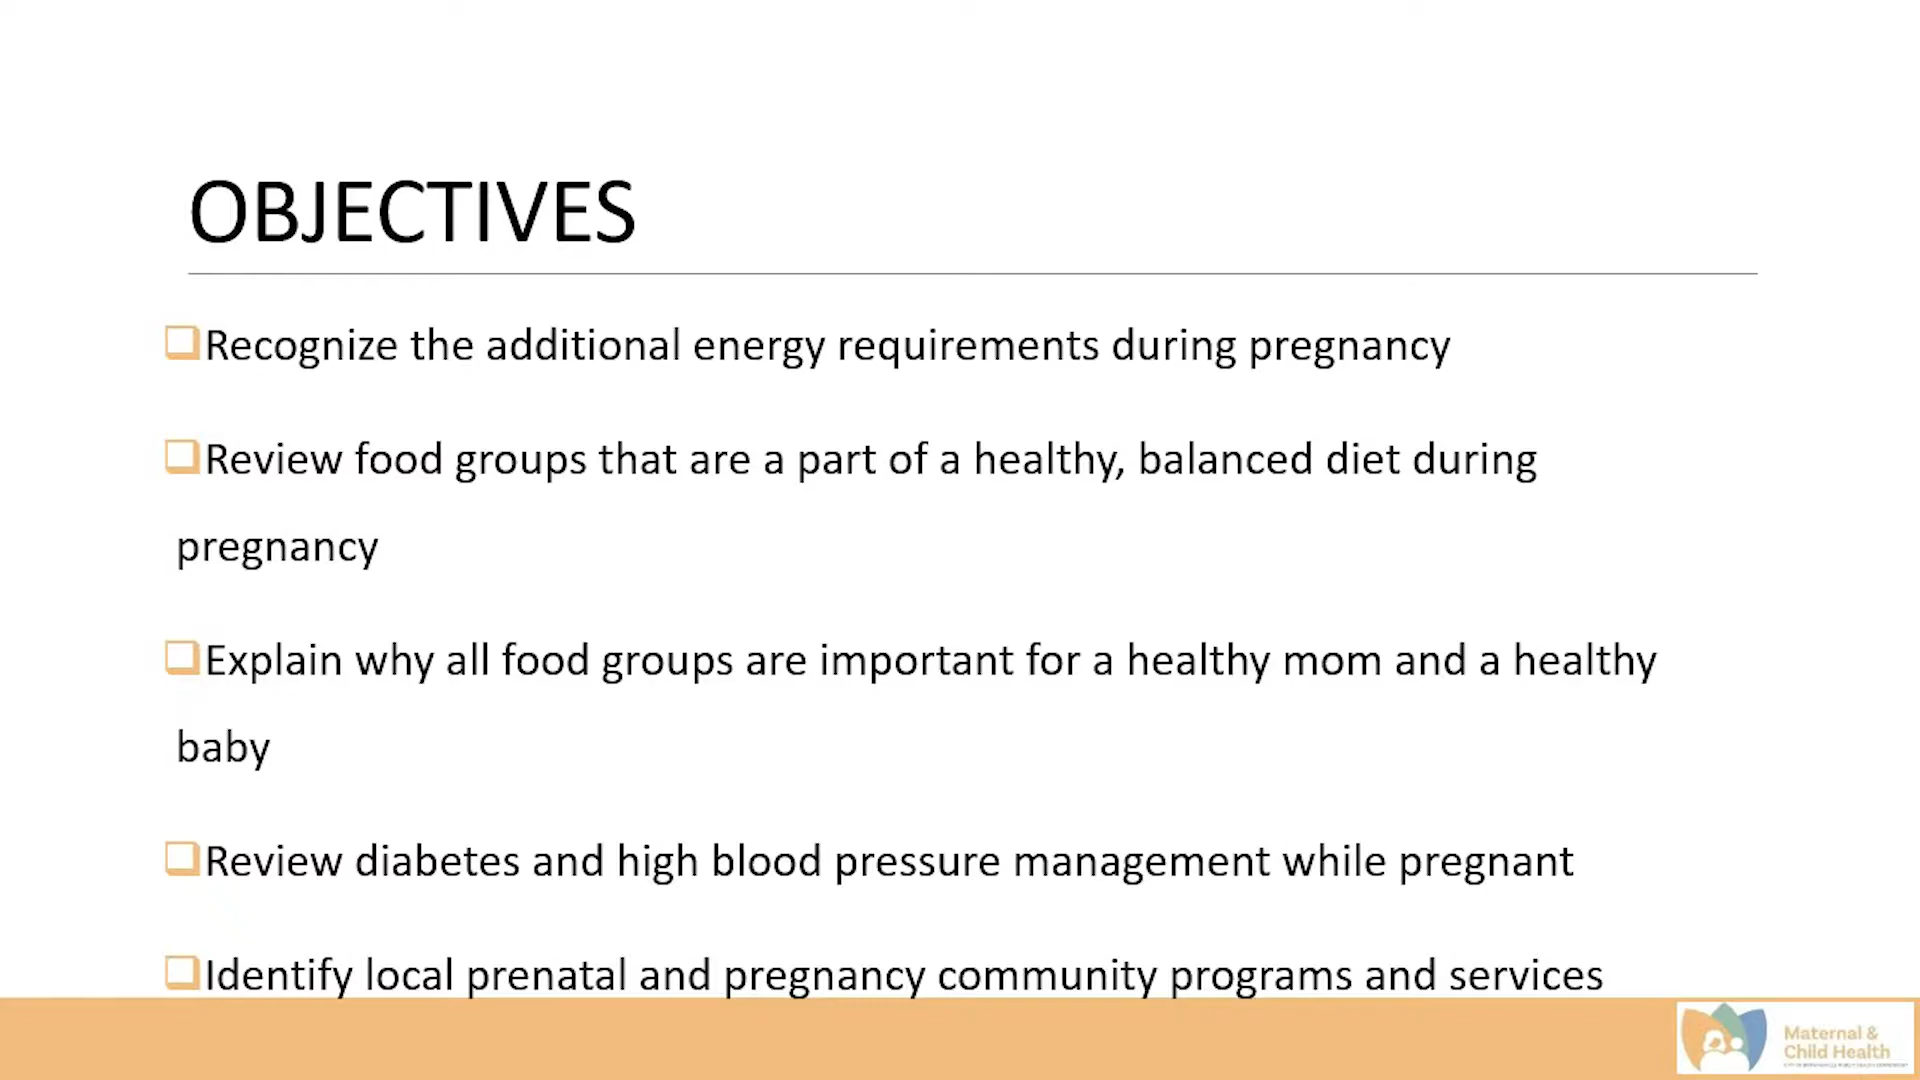 OBJECTIVES
Recognize the additional energy requirements during pregnancy
Review food groups that are a part of a healthy, balanced diet during
pregnancy
Explain why all food groups are important for a healthy mom and a healthy
baby
Review diabetes and high blood pressure management while pregnant
Identify local prenatal and pregnancy community programs and services
Maternal &
Child Health